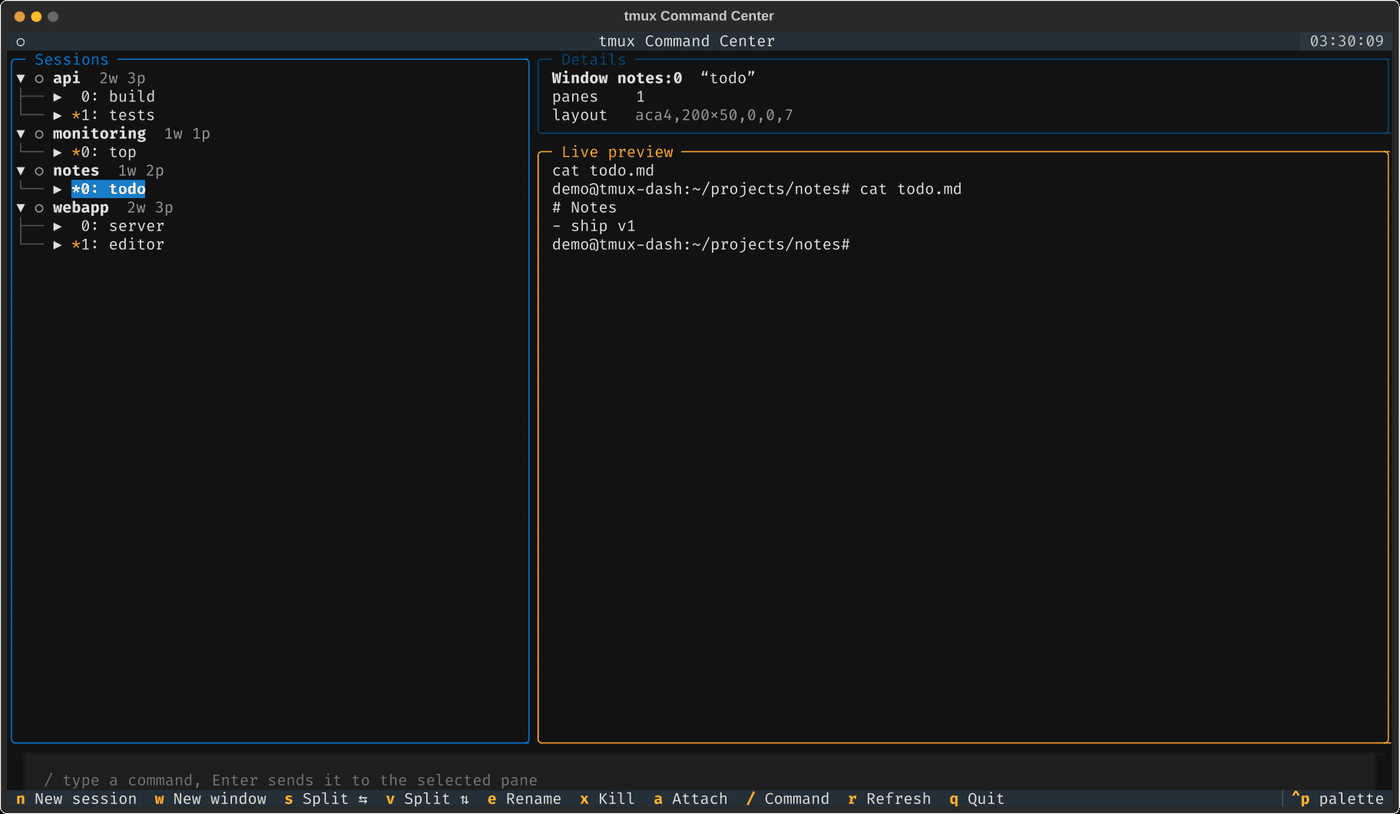 tmux Command Center
tmux Command Center 03:30:09
Sessions
▼ ○ api 2w 3p
▶ 0: build
▶ *1: tests
▼ ○ monitoring 1w 1p
▶ *0: top
▼ ○ notes 1w 2p
▶ *0: todo
▼ ○ webapp 2w 3p
▶ 0: server
▶ *1: editor
Details
Window notes:0 “todo”
panes 1
layout aca4,200×50,0,0,7
Live preview
cat todo.md
demo@tmux-dash:~/projects/notes# cat todo.md
# Notes
- ship v1
demo@tmux-dash:~/projects/notes#
/ type a command, Enter sends it to the selected pane
n New session w New window s Split ⇆ v Split ⇅ e Rename x Kill a Attach / Command r Refresh q Quit ^p palette